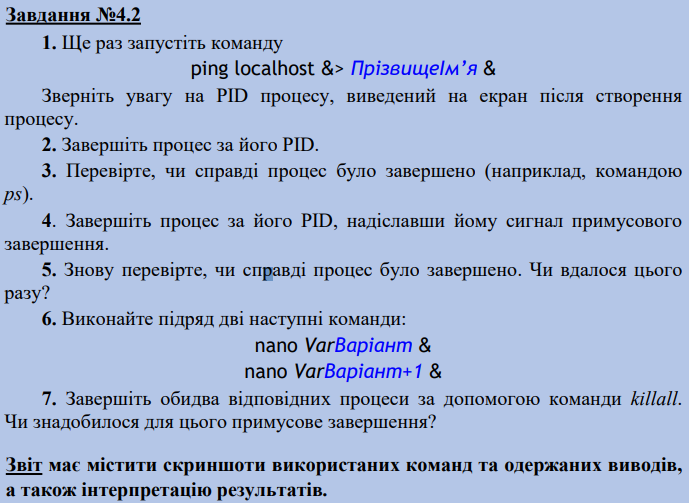 Завдання №4.2
1. Ще раз запустіть команду
ping localhost &> ПрізвищеІм’я &
Зверніть увагу на PID процесу, виведений на екран після створення
процесу.
2. Завершіть процес за його PID.
3. Перевірте, чи справді процес було завершено (наприклад, командою
ps).
4. Завершіть процес за його PID, надіславши йому сигнал примусового
завершення.
5. Знову перевірте, чи справді процес було завершено. Чи вдалося цього
разу?
6. Виконайте підряд дві наступні команди:
nano VarВаріант &
nano VarВаріант+1 &
7. Завершіть обидва відповідних процеси за допомогою команди killall.
Чи знадобилося для цього примусове завершення?
Звіт має містити скриншоти використаних команд та одержаних виводів,
а також інтерпретацію результатів.